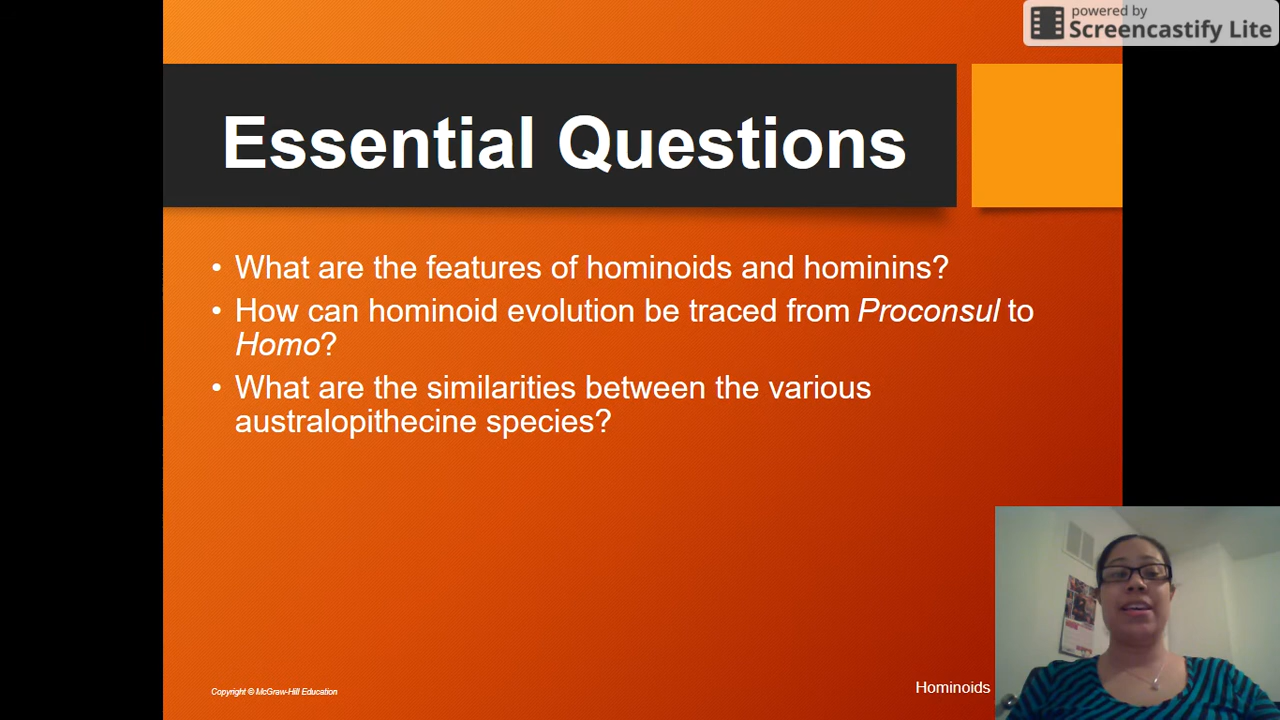 powered by
Screencastify Lite
Essential Questions
• What are the features of hominoids and hominins?
• How can hominoid evolution be traced from Proconsul to
Homo?
• What are the similarities between the various
australopithecine species?
Copyright © McGraw-Hill Education
Hominoids